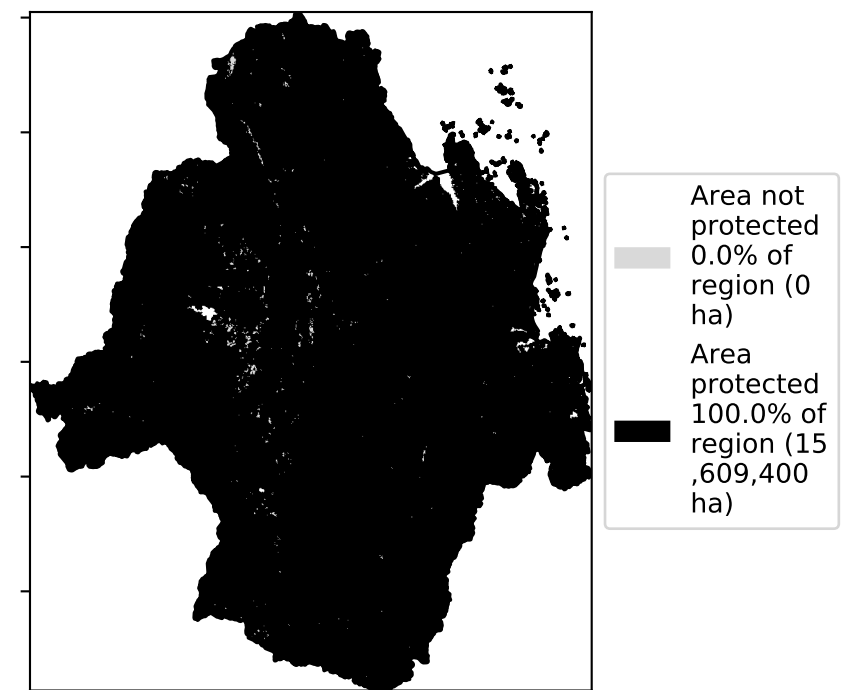 Area not
protected
0.0% of
region (0
ha)
Area
protected
100.0% of
region (15
,609,400
ha)